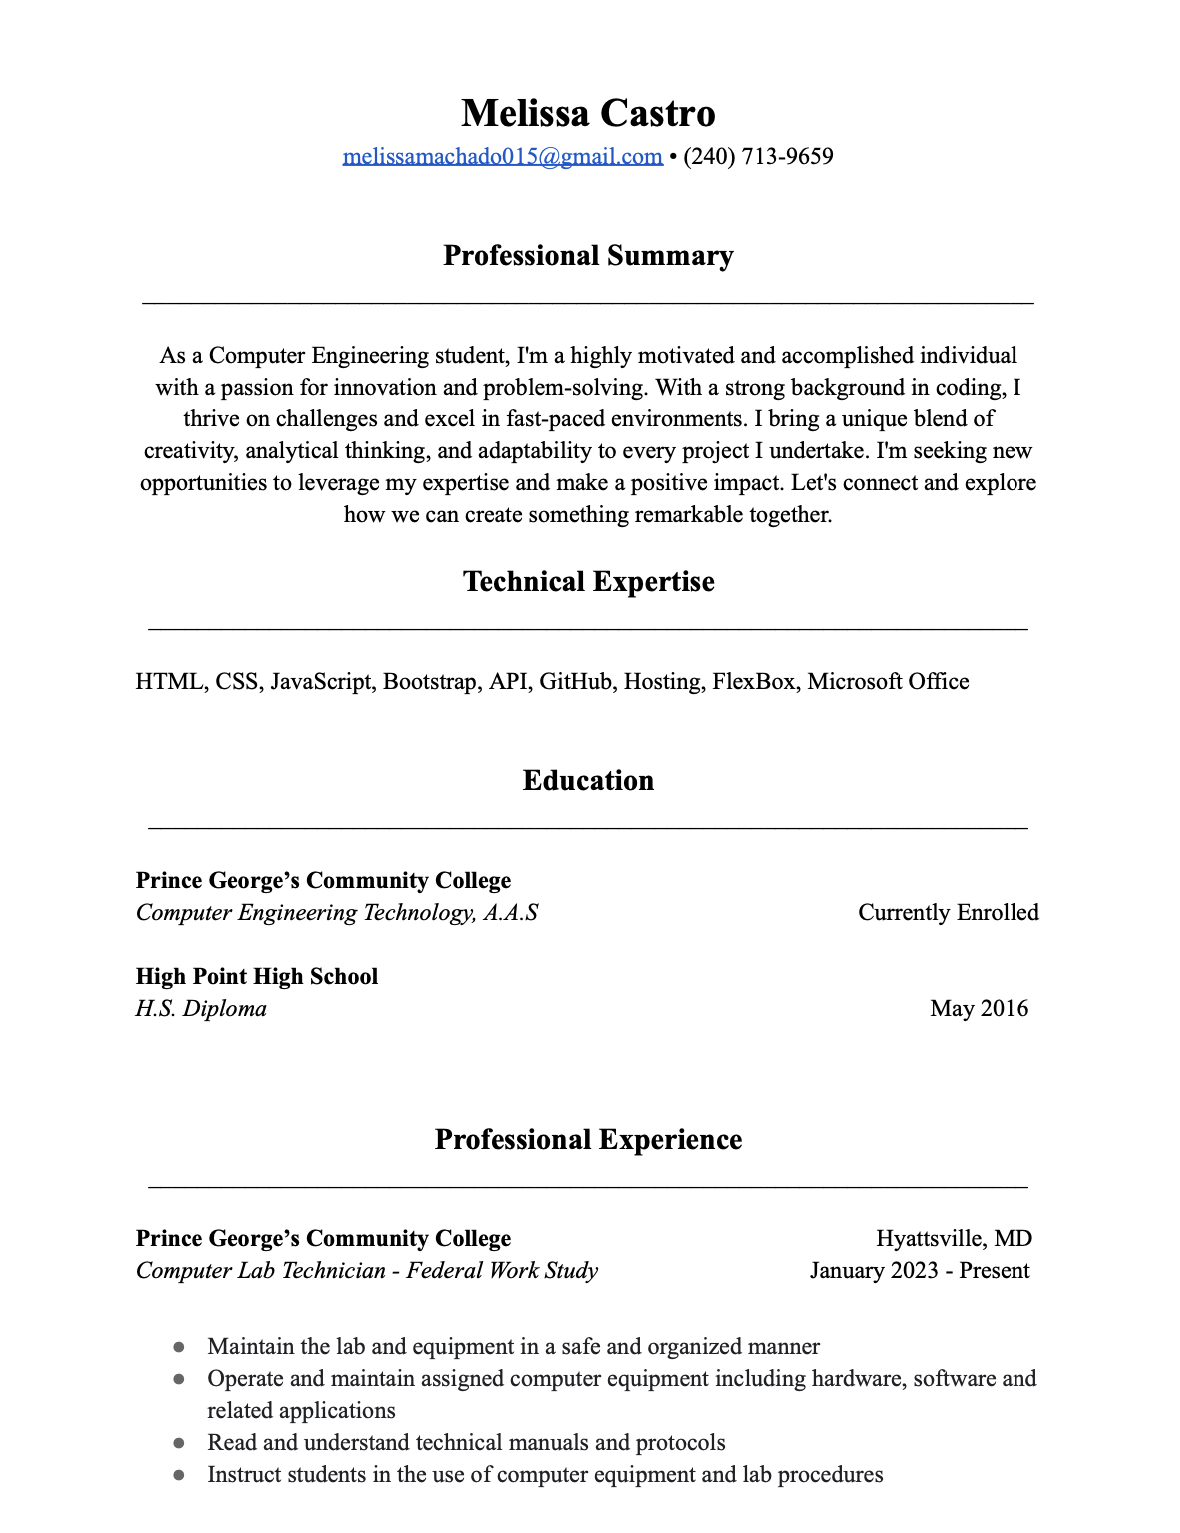 Melissa Castro
melissamachado015@gmail.com • (240) 713-9659
Professional Summary
As a Computer Engineering student, I'm a highly motivated and accomplished individual
with a passion for innovation and problem-solving. With a strong background in coding, I
thrive on challenges and excel in fast-paced environments. I bring a unique blend of
creativity, analytical thinking, and adaptability to every project I undertake. I'm seeking new
opportunities to leverage my expertise and make a positive impact. Let's connect and explore
how we can create something remarkable together.
Technical Expertise
HTML, CSS, JavaScript, Bootstrap, API, GitHub, Hosting, FlexBox, Microsoft Office
Education
Prince George’s Community College
Computer Engineering Technology, A.A.S Currently Enrolled
High Point High School
H.S. Diploma May 2016
Professional Experience
Prince George’s Community College Hyattsville, MD
Computer Lab Technician - Federal Work Study January 2023 - Present
● Maintain the lab and equipment in a safe and organized manner
● Operate and maintain assigned computer equipment including hardware, software and
related applications
● Read and understand technical manuals and protocols
● Instruct students in the use of computer equipment and lab procedures